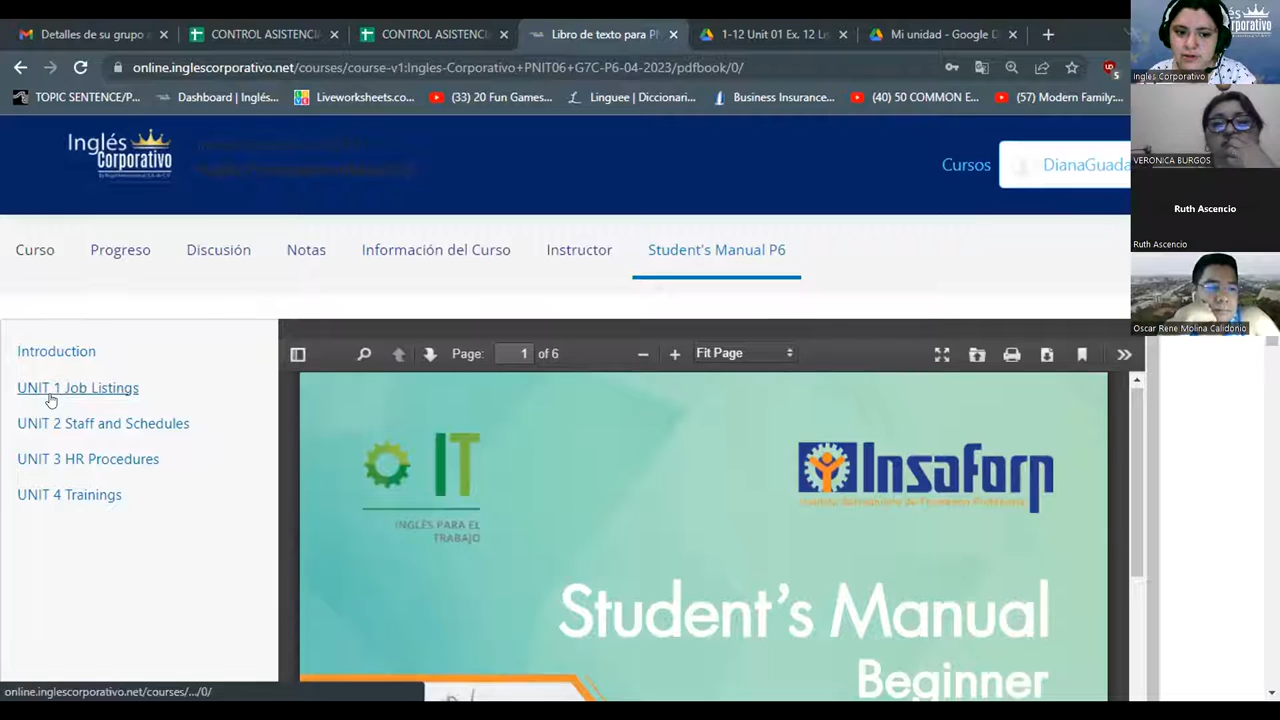 Detalles de su grupo
CONTROL ASISTENCI
CONTROL ASISTENC
Libro de texto para P
1-12 Unit 01 Ex. 12 Li
Mi unidad - Google D
online.inglescorporativo.net/courses/course-v1:Ingles-Corpo
PNIT06+G7C-P6-04-2023/pdfbook/0/
TOPIC SENTENCE/P...
Dashboard | Inglés...
Liveworksheets.co...
(33) 20 Fun Games...
Linguee | Diccionari...
Business Insurance...
(40) 50 COMMON E...
(57) Modern Family:...
Inglés
Corporativo
Cursos
DianaGuada
Curso
Progreso
Discusión
Notas
Información del Curso
Instructor
Student's Manual P6
Introduction
UNIT 1 Job Listings
UNIT 2 Staff and Schedules
UNIT 3 HR Procedures
UNIT 4 Trainings
Page: 1 of 6
Fit Page
IT
INGLÉS PARA EL
TRABAJO
Insaforp
Student's Manual
Beginner
online.inglescorporativo.net/courses/.../0/
Ingles Corporativo
VERONICA BURGOS
Ruth Ascencio
Ruth Ascencio
Oscar Rene Molina Calidonio